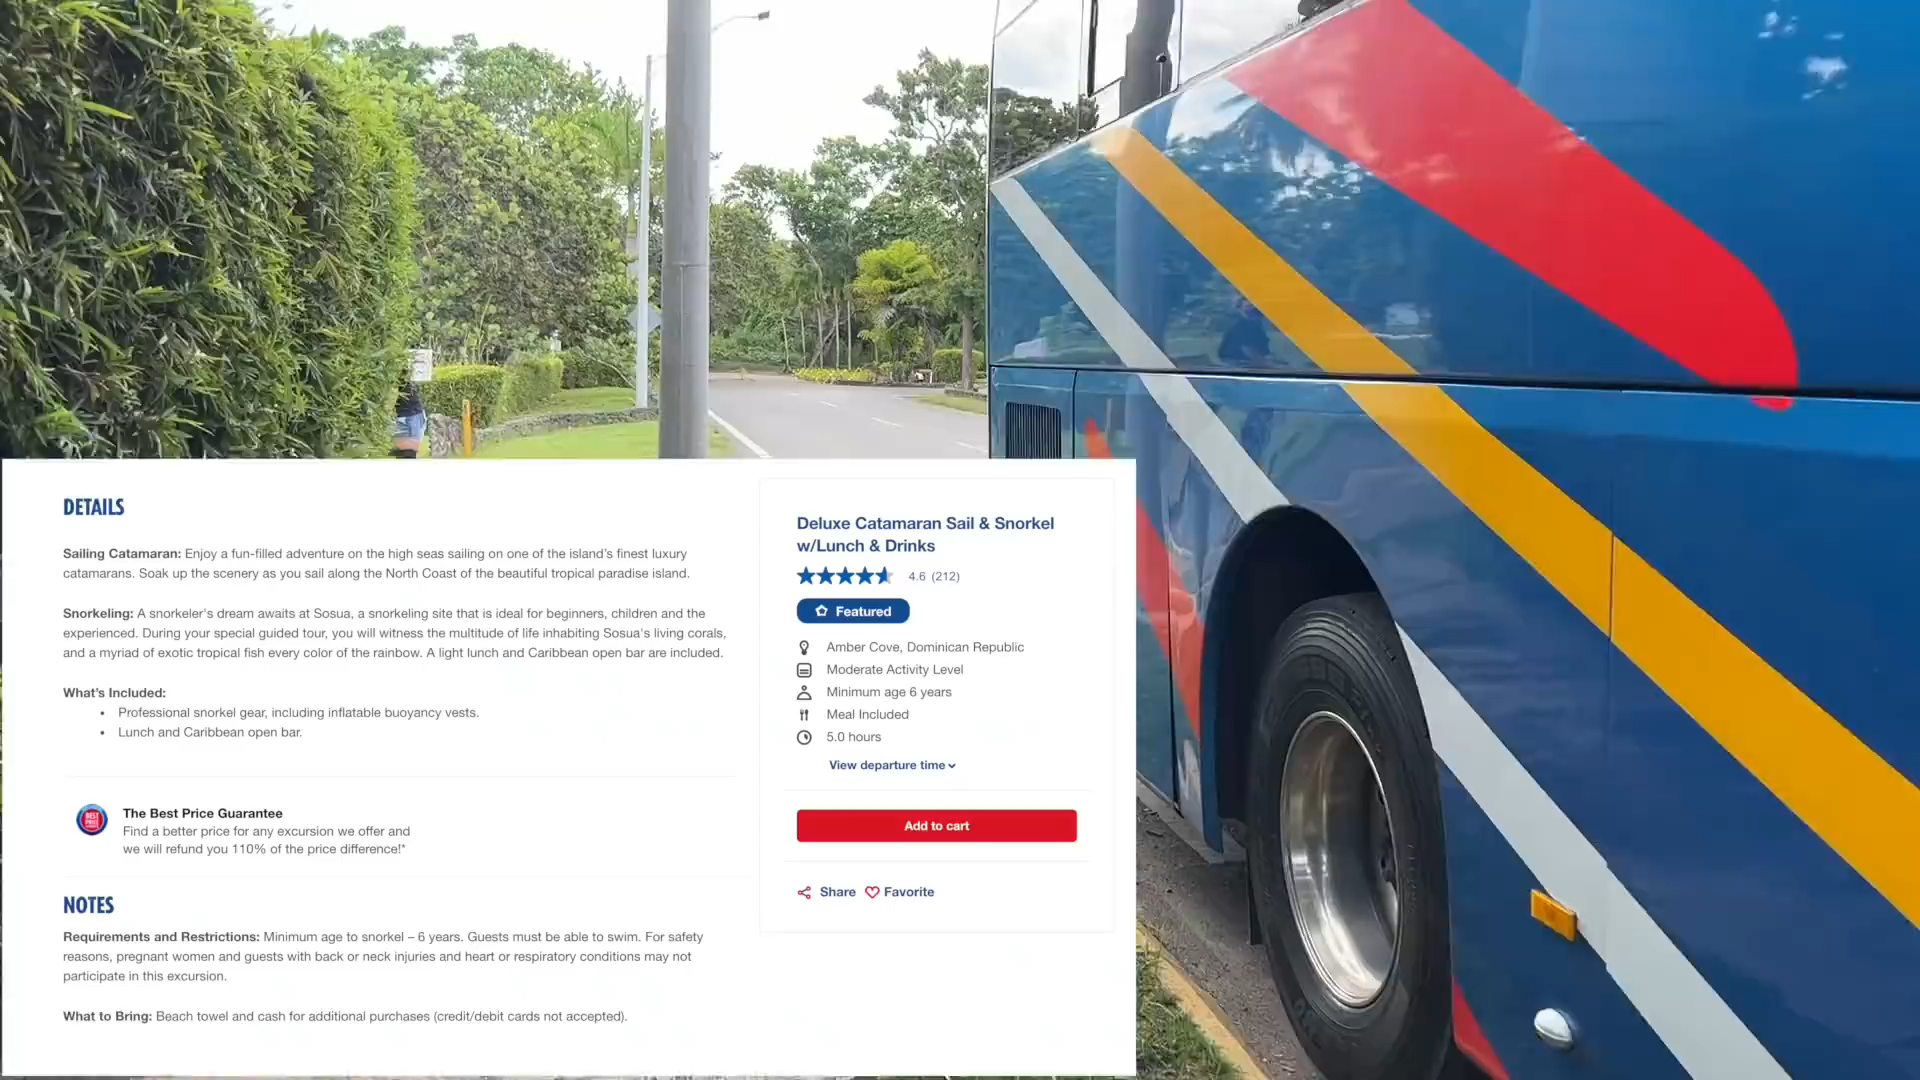 DETAILS
Sailing Catamaran: Enjoy a fun-filled adventure on the high seas sailing on one of the island's finest luxury
catamarans. Soak up the scenery as you sail along the North Coast of the beautiful tropical paradise island.
Snorkeling: A snorkeler's dream awaits at Sosua, a snorkeling site that is ideal for beginners, children and the
experienced. During your special guided tour, you will witness the multitude of life inhabiting Sosua's living corals,
and a myriad of exotic tropical fish every color of the rainbow. A light lunch and Caribbean open bar are included.
What's Included:
• Professional snorkel gear, including inflatable buoyancy vests.
• Lunch and Caribbean open bar.
BEST
PRICE
The Best Price Guarantee
Find a better price for any excursion we offer and
we will refund you 110% of the price difference!*
NOTES
Requirements and Restrictions: Minimum age to snorkel – 6 years. Guests must be able to swim. For safety
reasons, pregnant women and guests with back or neck injuries and heart or respiratory conditions may not
participate in this excursion.
What to Bring: Beach towel and cash for additional purchases (credit/debit cards not accepted).
Deluxe Catamaran Sail & Snorkel
w/Lunch & Drinks
4.6 (212)
Featured
Amber Cove, Dominican Republic
Moderate Activity Level
Minimum age 6 years
Meal Included
5.0 hours
View departure time
Add to cart
Share Favorite